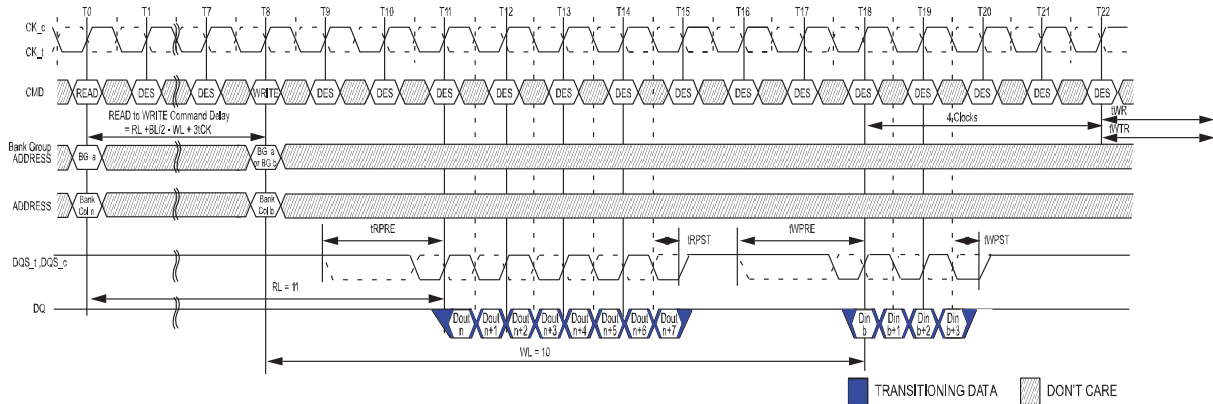 T0 T1 T7 T8 T9 T10 T11 T12 T13 T14 T15 T16 T17 T18 T19 T20 T21 T22
CK_c
CK_t
CMD READ DES DES WRITE DES DES DES DES DES DES DES DES DES DES DES DES DES DES
READ to WRITE Command Delay
= RL +BL/2 - WL + 3tCK
4 Clocks
tWR
tWTR
Bank Group
ADDRESS
BG a
BG a
or BG b
ADDRESS
Bank
Col n
Bank
Col b
tRPRE tRPST tWPRE tWPST
DQS_t,DQS_c
RL = 11
DQ
Dout
n
Dout
n+1
Dout
n+2
Dout
n+3
Dout
n+4
Dout
n+5
Dout
n+6
Dout
n+7
Din
b
Din
b+1
Din
b+2
Din
b+3
WL = 10
TRANSITIONING DATA
DON'T CARE